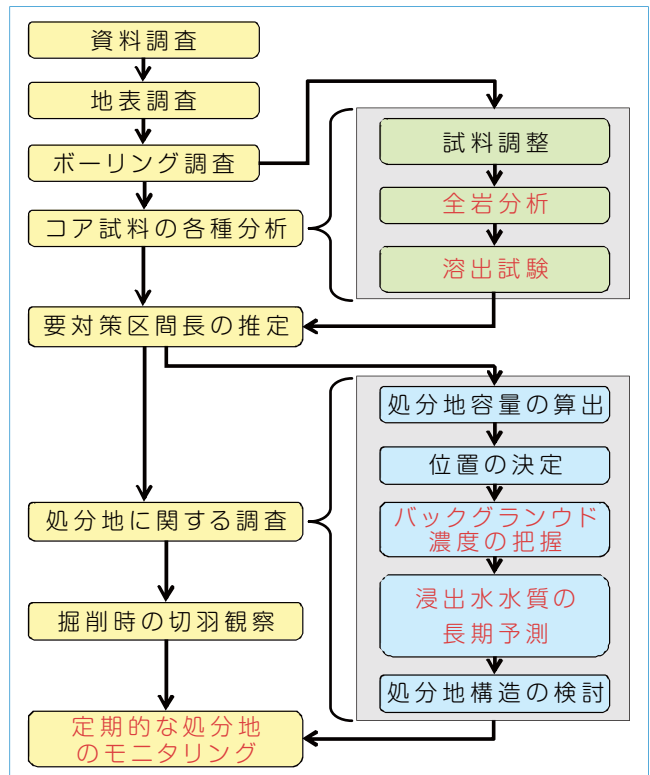 資料調査
地表調査
ボーリング調査
コア試料の各種分析
試料調整
全岩分析
溶出試験
要対策区間長の推定
処分地容量の算出
位置の決定
バックグランウド
濃度の把握
浸出水水質の
長期予測
処分地構造の検討
処分地に関する調査
掘削時の切羽観察
定期的な処分地
のモニタリング